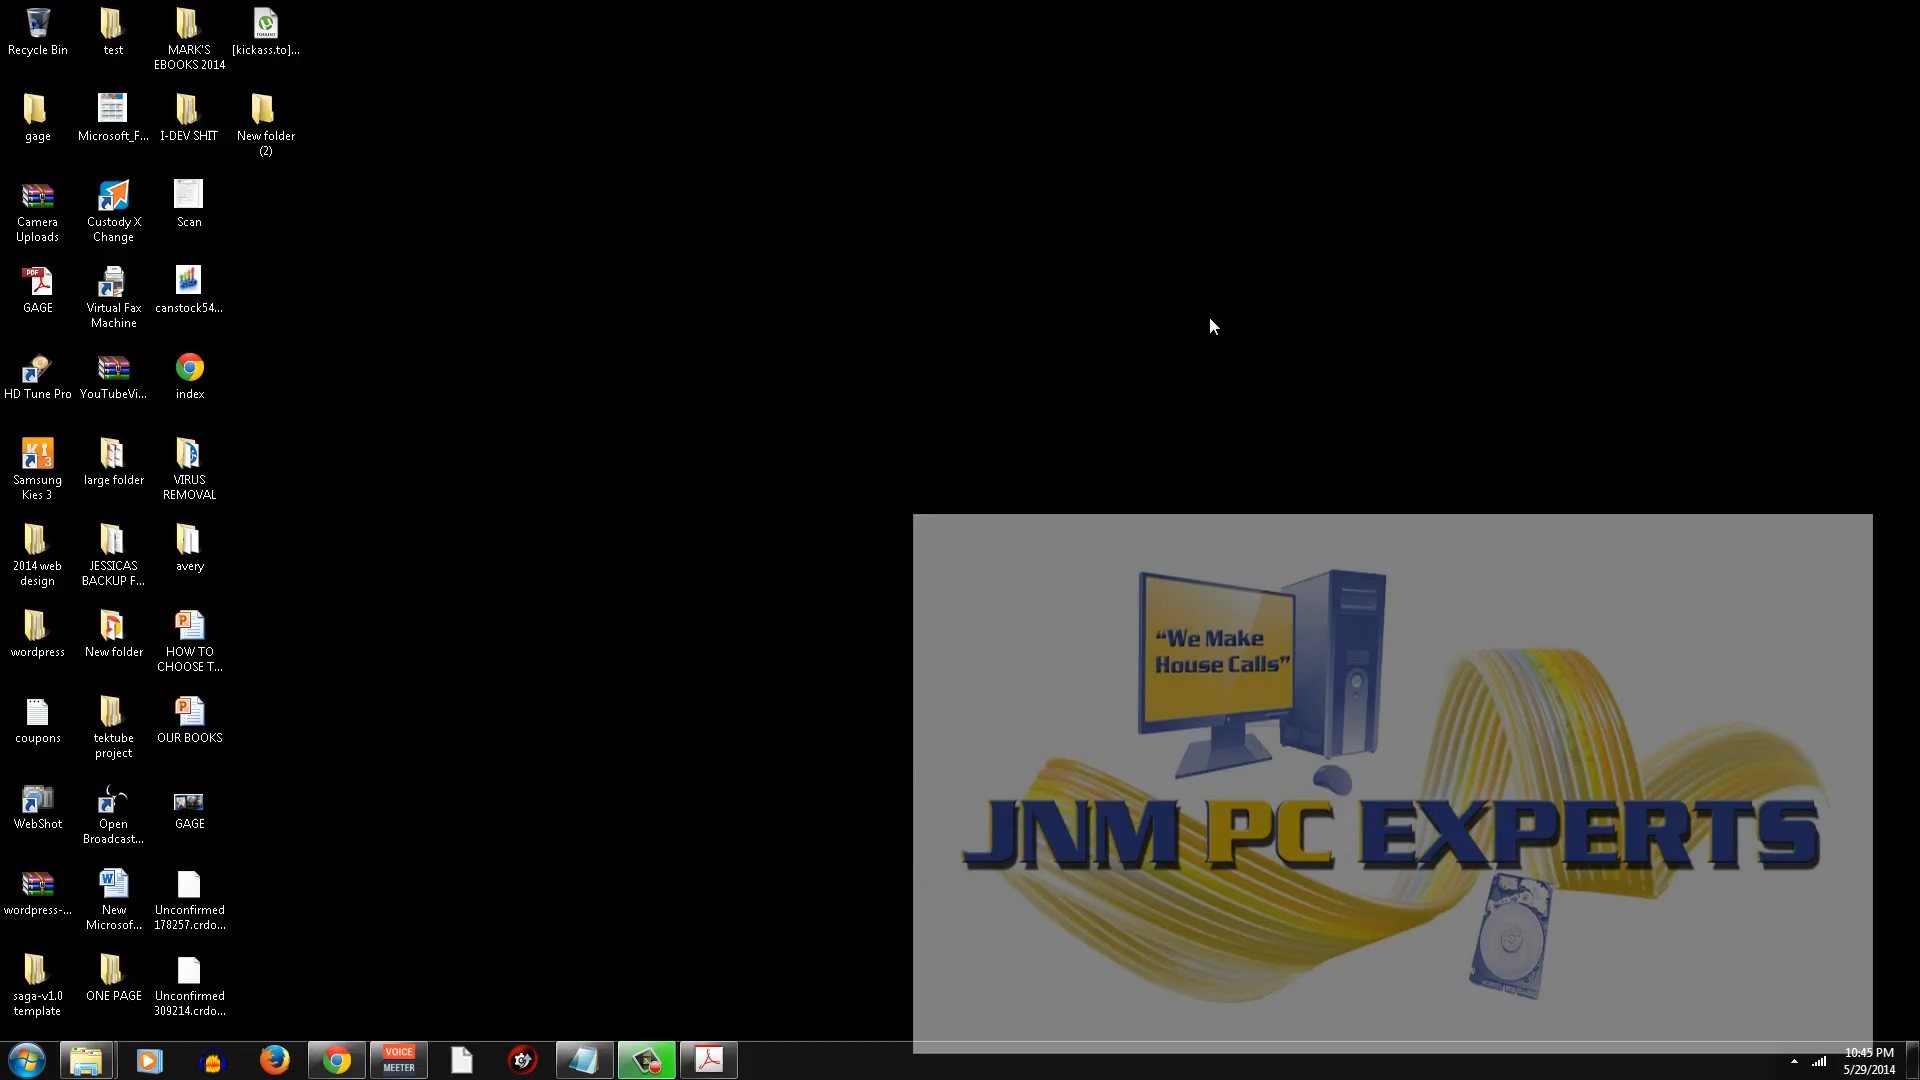 Recycle Bin
test
MARK'S
EBOOKS 2014
[kickass.to]...
gage
Microsoft_F...
I-DEV SHIT
New folder
(2)
Camera
Uploads
Custody X
Change
Scan
PDF
GAGE
Virtual Fax
Machine
canstock54...
HD Tune Pro
YouTubeVi...
index
Samsung
Kies 3
large folder
VIRUS
REMOVAL
2014 web
design
JESSICAS
BACKUP F...
avery
wordpress
New folder
HOW TO
CHOOSE T...
coupons
tektube
project
OUR BOOKS
WebShot
Open
Broadcast...
GAGE
wordpress-...
New
Microsof...
Unconfirmed
178257.crdo...
saga-v1.0
template
ONE PAGE
Unconfirmed
309214.crdo...
"We Make
House Calls"
JNM PC EXPERTS
VOICE
MEETER
10:45 PM
5/29/2014